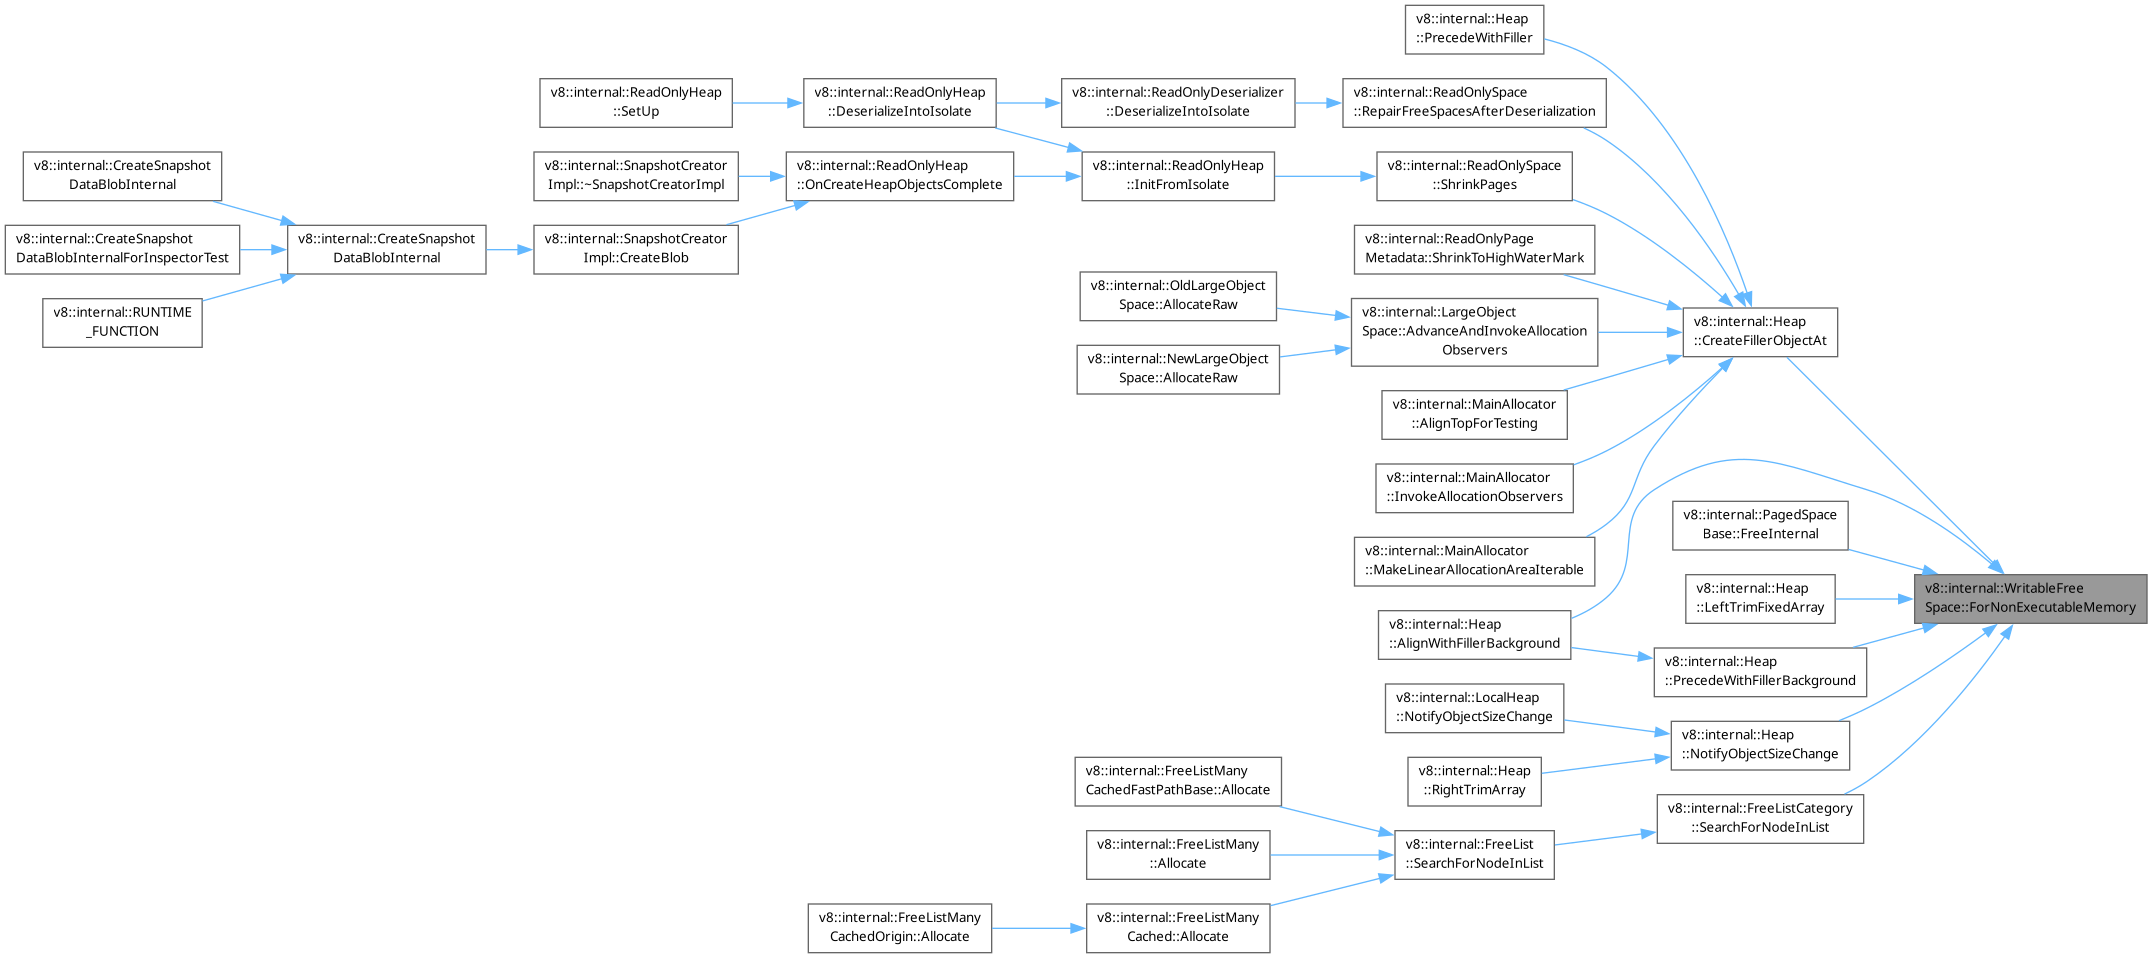 v8::internal::Heap
::PrecedeWithFiller
v8::internal::ReadOnlyHeap
::SetUp
v8::internal::ReadOnlyHeap
::DeserializeIntoIsolate
v8::internal::ReadOnlyDeserializer
::DeserializeIntoIsolate
v8::internal::ReadOnlySpace
::RepairFreeSpacesAfterDeserialization
v8::internal::CreateSnapshot
DataBlobInternal
v8::internal::SnapshotCreator
Impl::~SnapshotCreatorImpl
v8::internal::ReadOnlyHeap
::OnCreateHeapObjectsComplete
v8::internal::ReadOnlyHeap
::InitFromIsolate
v8::internal::ReadOnlySpace
::ShrinkPages
v8::internal::CreateSnapshot
DataBlobInternalForInspectorTest
v8::internal::CreateSnapshot
DataBlobInternal
v8::internal::SnapshotCreator
Impl::CreateBlob
v8::internal::ReadOnlyPage
Metadata::ShrinkToHighWaterMark
v8::internal::RUNTIME
_FUNCTION
v8::internal::OldLargeObject
Space::AllocateRaw
v8::internal::LargeObject
Space::AdvanceAndInvokeAllocation
Observers
v8::internal::Heap
::CreateFillerObjectAt
v8::internal::NewLargeObject
Space::AllocateRaw
v8::internal::MainAllocator
::AlignTopForTesting
v8::internal::MainAllocator
::InvokeAllocationObservers
v8::internal::PagedSpace
Base::FreeInternal
v8::internal::MainAllocator
::MakeLinearAllocationAreaIterable
v8::internal::Heap
::LeftTrimFixedArray
v8::internal::WritableFree
Space::ForNonExecutableMemory
v8::internal::Heap
::AlignWithFillerBackground
v8::internal::Heap
::PrecedeWithFillerBackground
v8::internal::LocalHeap
::NotifyObjectSizeChange
v8::internal::Heap
::NotifyObjectSizeChange
v8::internal::FreeListMany
CachedFastPathBase::Allocate
v8::internal::Heap
::RightTrimArray
v8::internal::FreeListCategory
::SearchForNodeInList
v8::internal::FreeListMany
::Allocate
v8::internal::FreeList
::SearchForNodeInList
v8::internal::FreeListMany
CachedOrigin::Allocate
v8::internal::FreeListMany
Cached::Allocate